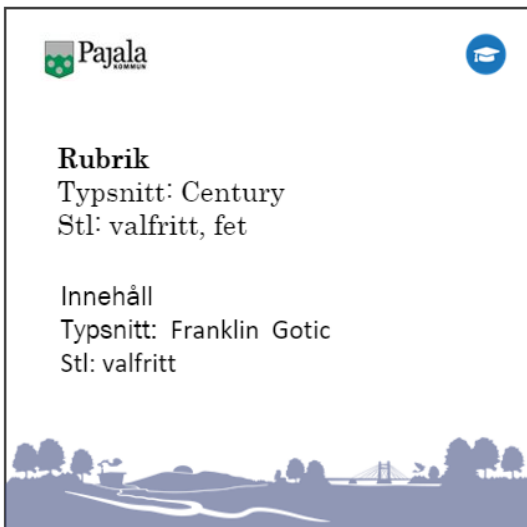 Pajala
KOMMUN
Rubrik
Typsnitt: Century
Stl: valfritt, fet
Innehåll
Typsnitt: Franklin Gotic
Stl: valfritt